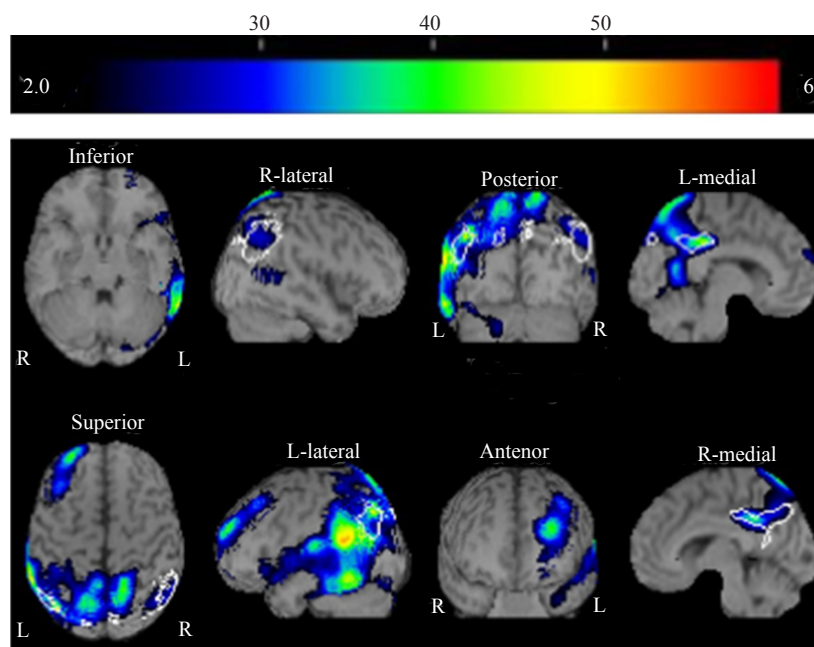 30 40 50
2.0 6
Inferior
R-lateral
Posterior
L-medial
R L
L R
Superior
L-lateral
Antenor
R-medial
L R
R L